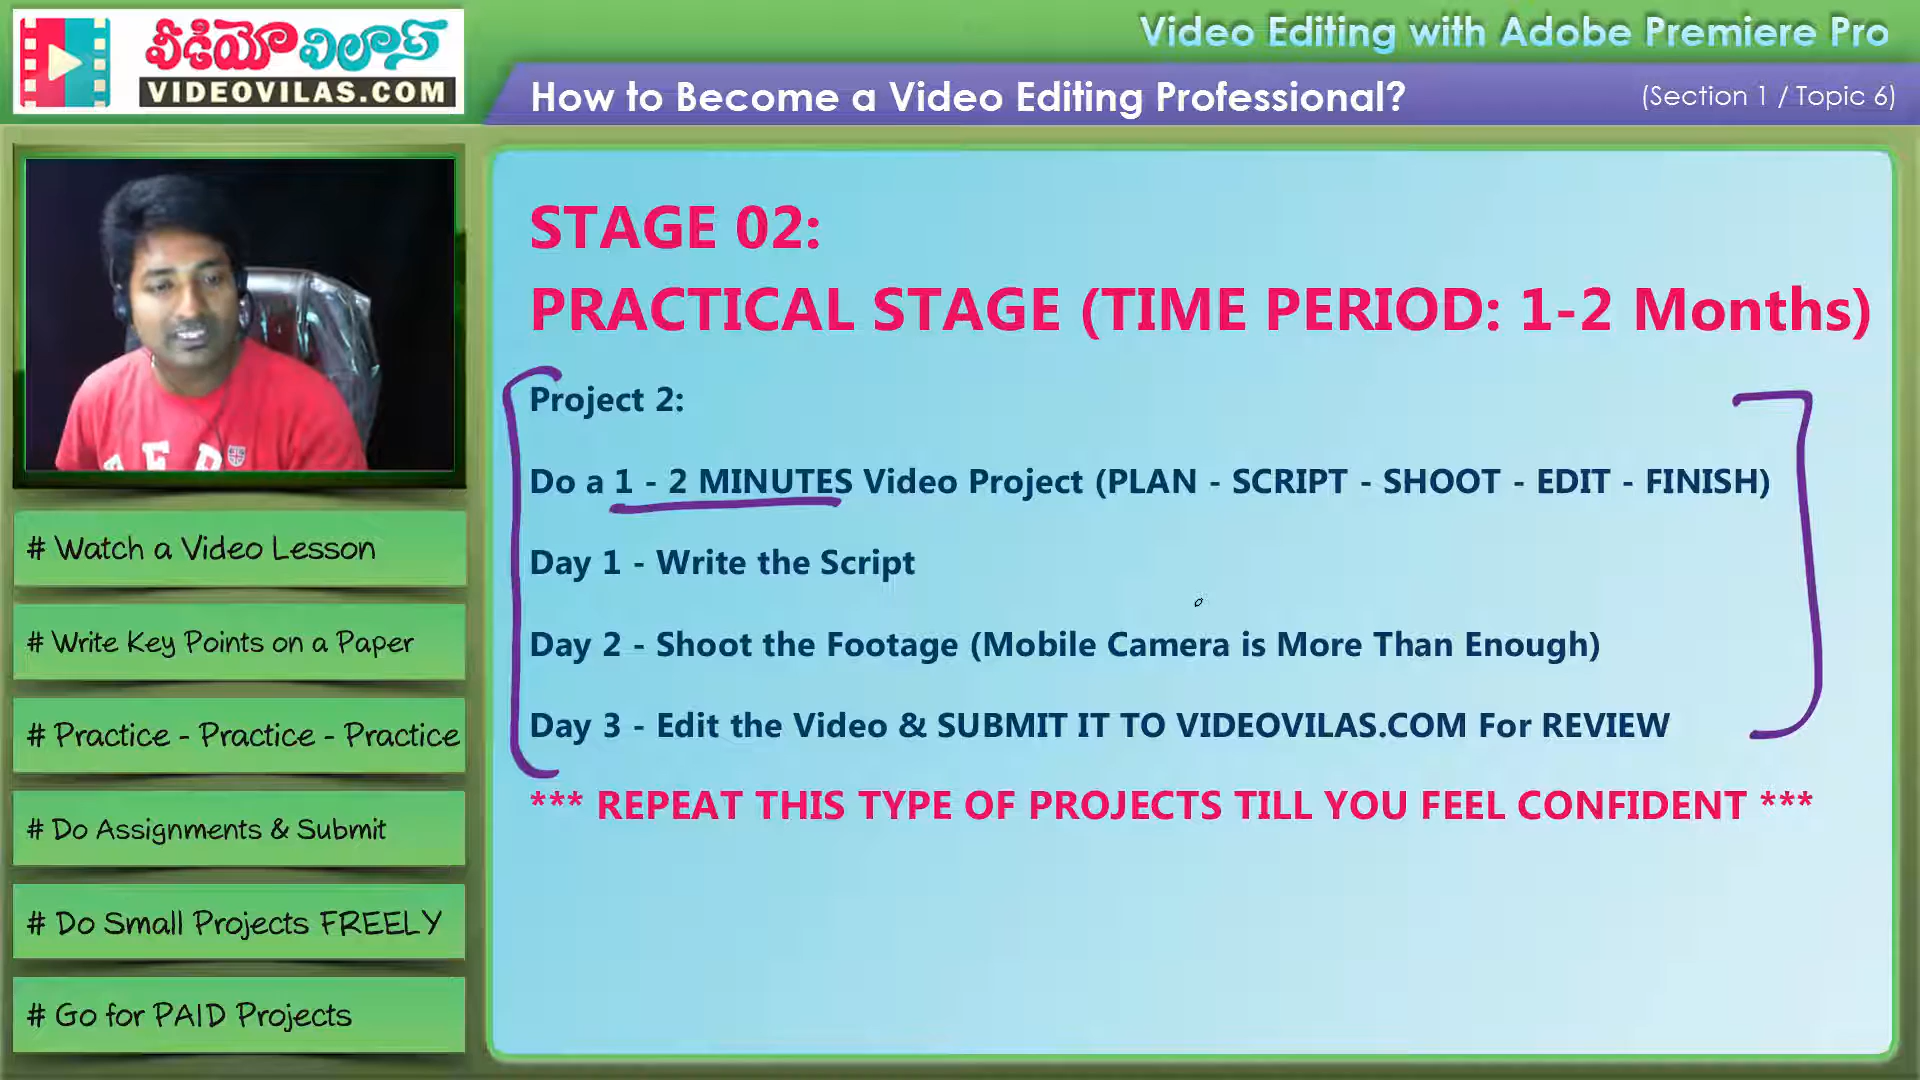 వీడియో విలాస్
VIDEOVILAS.COM
Video Editing with Adobe Premiere Pro
How to Become a Video Editing Professional?
(Section 1 / Topic 6)
# Watch a Video Lesson
# Write Key Points on a Paper
# Practice - Practice - Practice
# Do Assignments & Submit
# Do Small Projects FREELY
# Go for PAID Projects
STAGE 02:
PRACTICAL STAGE (TIME PERIOD: 1-2 Months)
Project 2:
Do a 1 - 2 MINUTES Video Project (PLAN - SCRIPT - SHOOT - EDIT - FINISH)
Day 1 - Write the Script
Day 2 - Shoot the Footage (Mobile Camera is More Than Enough)
Day 3 - Edit the Video & SUBMIT IT TO VIDEOVILAS.COM For REVIEW
*** REPEAT THIS TYPE OF PROJECTS TILL YOU FEEL CONFIDENT ***